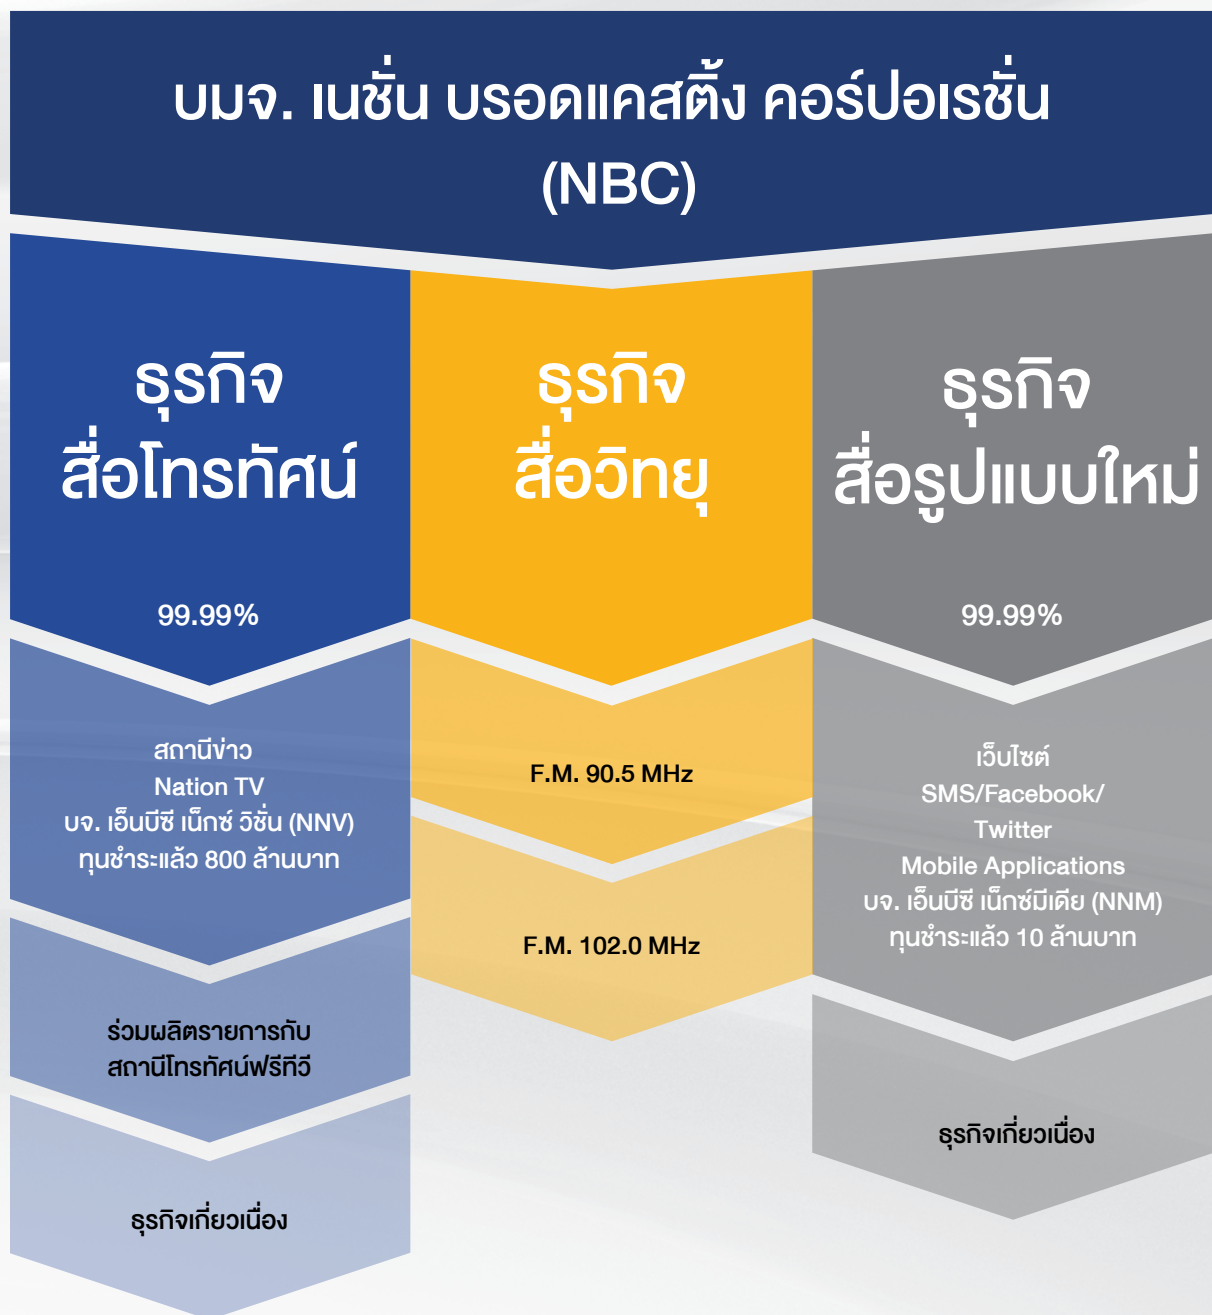 บมจ. เนชั่น บรอดแคสติ้ง คอร์ปอเรชั่น
(NBC)
ธุรกิจ
สื่อโทรทัศน์
99.99%
สถานีข่าว
Nation TV
บจ. เอ็นบีซี เน็กซ์ วิชั่น (NNV)
ทุนชำระแล้ว 800 ล้านบาท
ร่วมผลิตรายการกับ
สถานีโทรทัศน์ฟรีทีวี
ธุรกิจเกี่ยวเนื่อง
ธุรกิจ
สื่อวิทยุ
F.M. 90.5 MHz
F.M. 102.0 MHz
ธุรกิจ
สื่อรูปแบบใหม่
99.99%
เว็บไซต์
SMS/Facebook/
Twitter
Mobile Applications
บจ. เอ็นบีซี เน็กซ์มีเดีย (NNM)
ทุนชำระแล้ว 10 ล้านบาท
ธุรกิจเกี่ยวเนื่อง